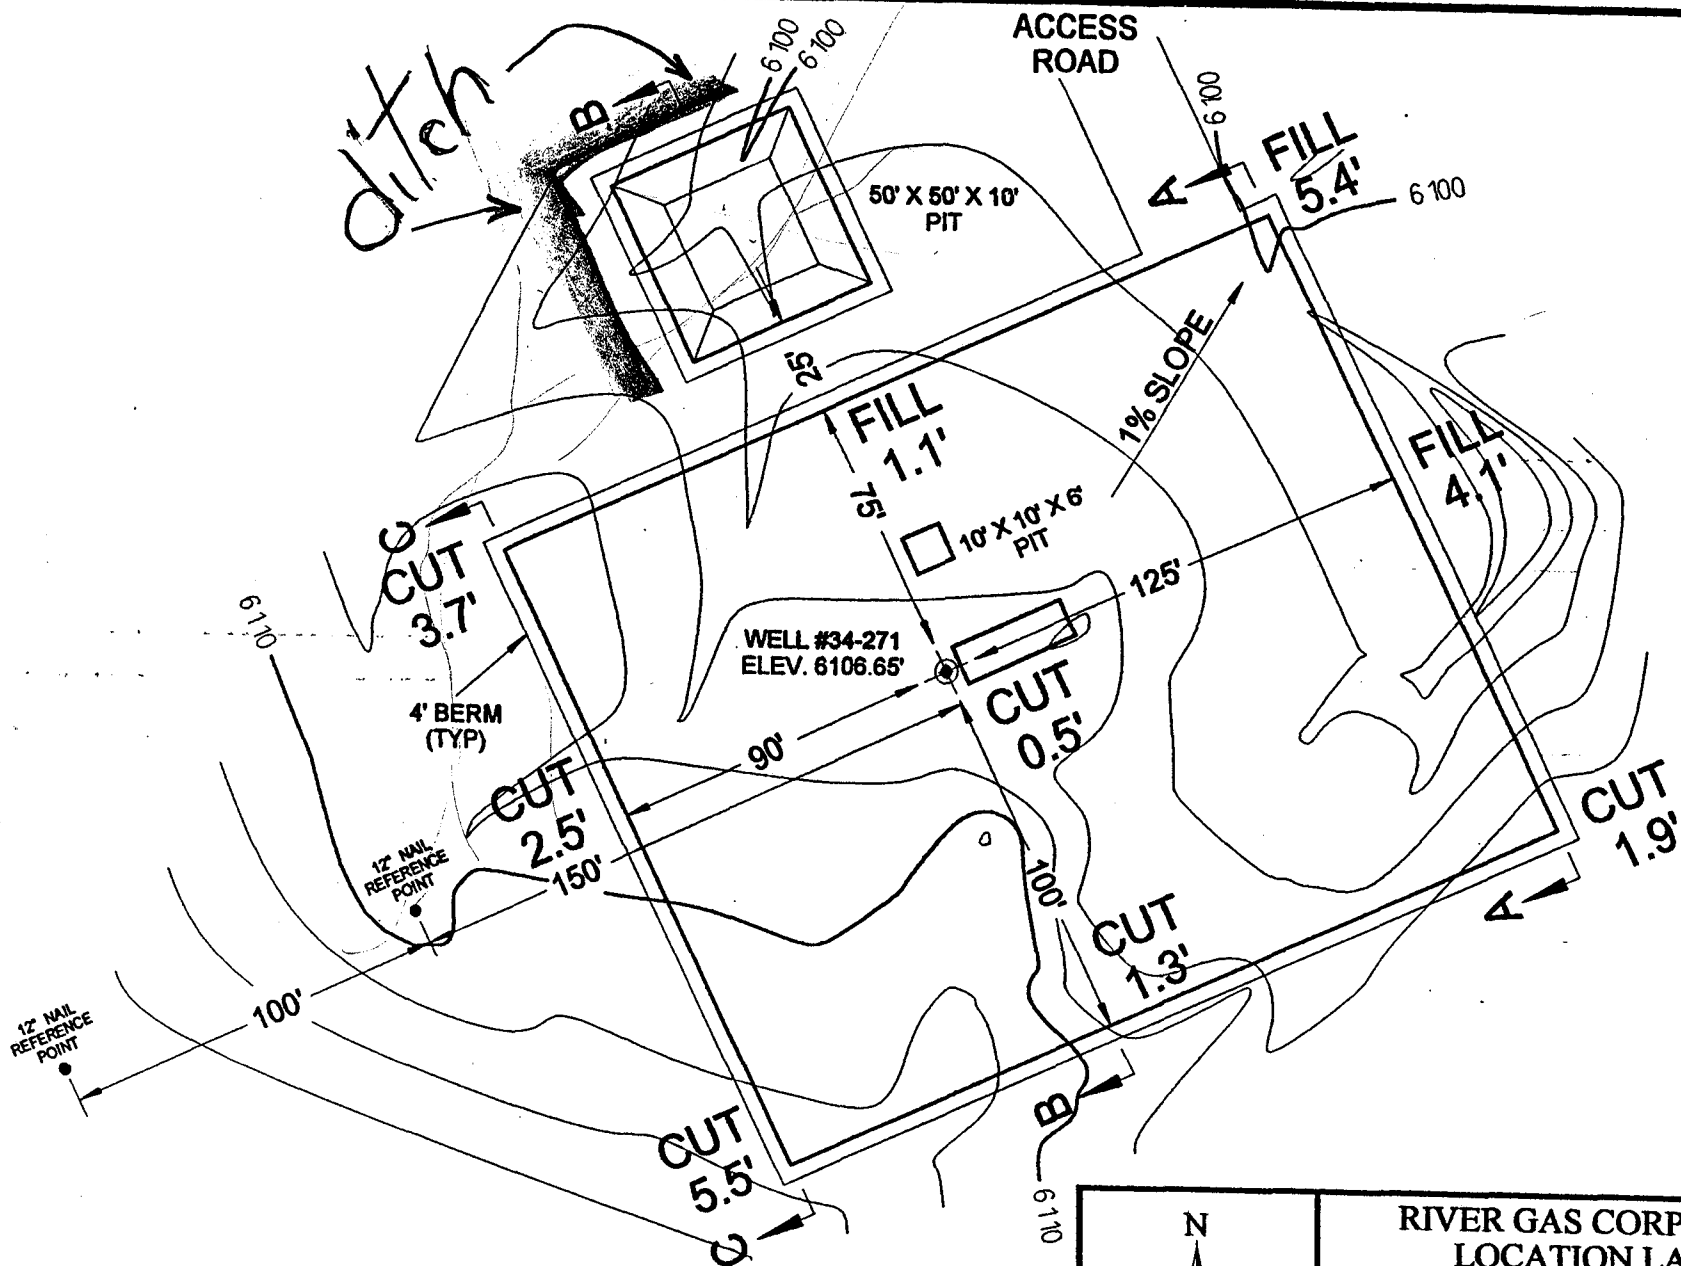 ditch
B
6100
6100
ACCESS
ROAD
6100
A
FILL
5.4'
6100
50' X 50' X 10'
PIT
25'
1% SLOPE
FILL
1.1'
FILL
4.1'
75'
10' X 10' X 6'
PIT
125'
C
CUT
3.7'
6110
WELL #34-271
ELEV. 6106.65'
4' BERM
(TYP)
90'
CUT
0.5'
CUT
2.5'
150'
12" NAIL
REFERENCE
POINT
100'
CUT
1.3'
CUT
1.9'
A
100'
12" NAIL
REFERENCE
POINT
B
6110
CUT
5.5'
C
N
RIVER GAS CORP
LOCATION LA